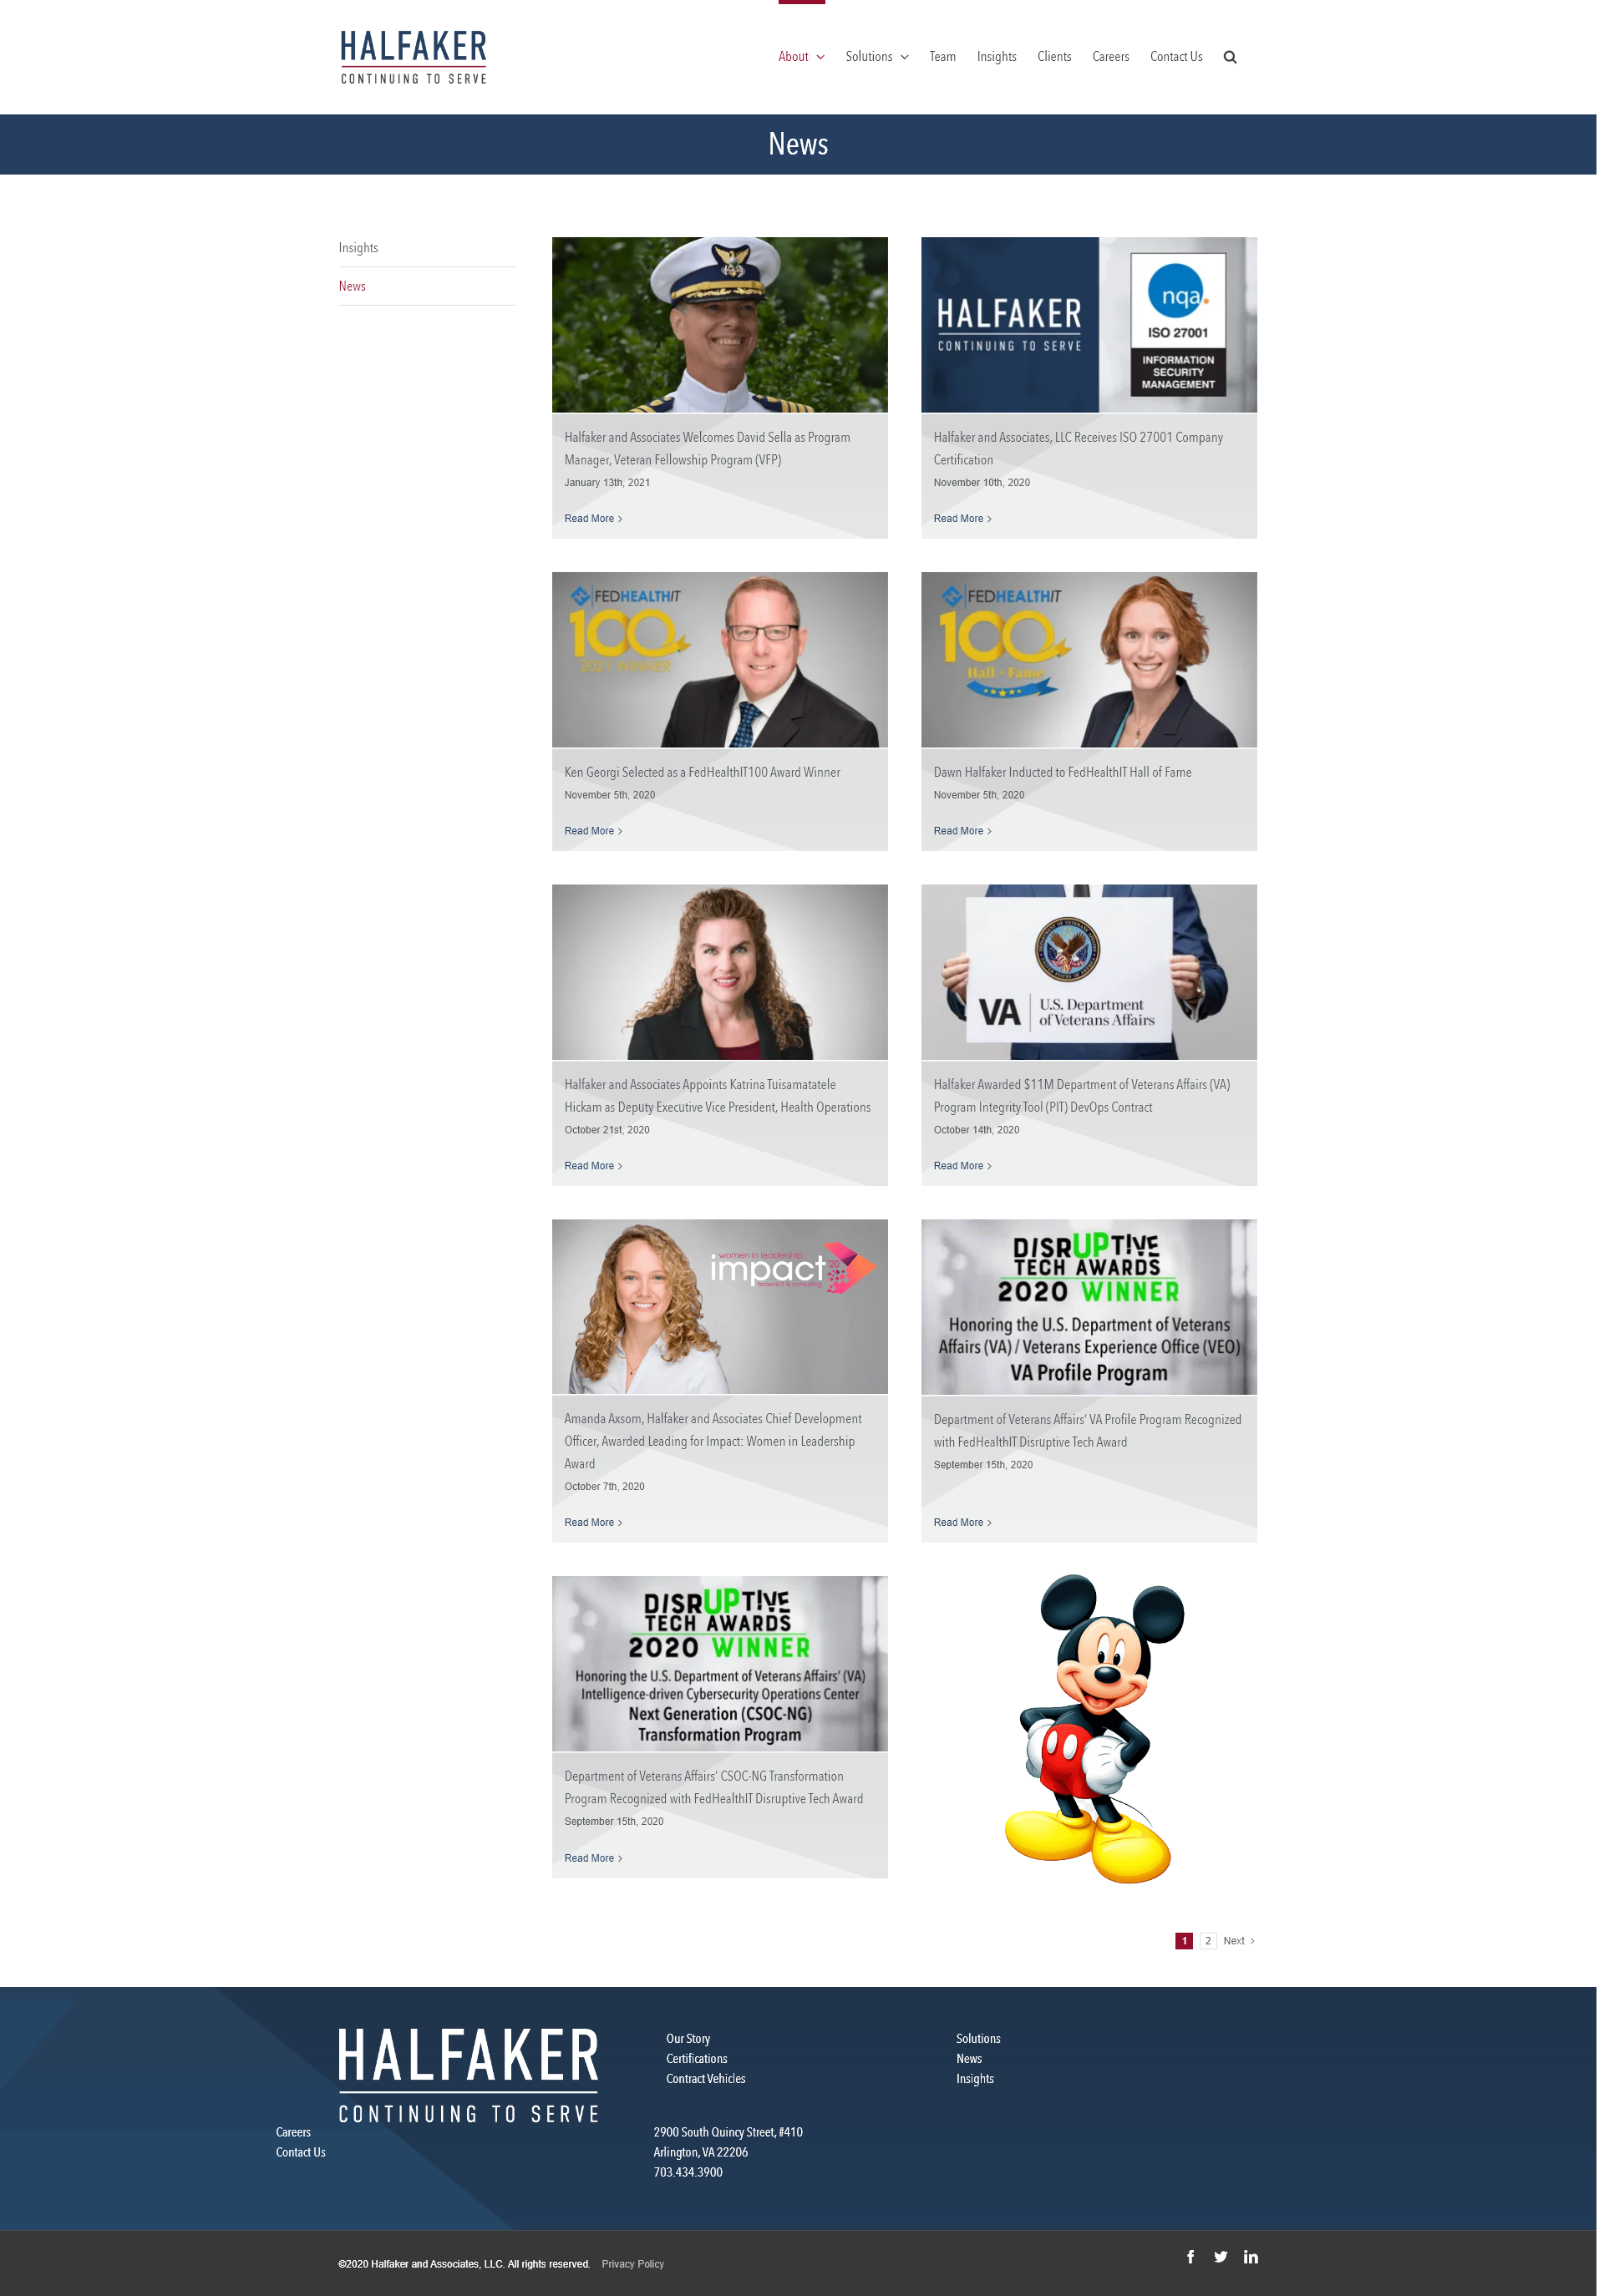 HALFAKER
CONTINUING TO SERVE
About
Solutions
Team
Insights
Clients
Careers
Contact Us
News
Insights
News
HALFAKER
CONTINUING TO SERVE
nqa.
ISO 27001
INFORMATION
SECURITY
MANAGEMENT
Halfaker and Associates Welcomes David Sella as Program
Manager, Veteran Fellowship Program (VFP)
January 13th, 2021
Read More
Halfaker and Associates, LLC Receives ISO 27001 Company
Certification
November 10th, 2020
Read More
FEDHEALTHIT
100
2021 WINNER
FEDHEALTHIT
100
Hall of Fame
Ken Georgi Selected as a FedHealthIT100 Award Winner
November 5th, 2020
Read More
Dawn Halfaker Inducted to FedHealthIT Hall of Fame
November 5th, 2020
Read More
VA
U.S. Department
of Veterans Affairs
Halfaker and Associates Appoints Katrina Tuisamatatele
Hickam as Deputy Executive Vice President, Health Operations
October 21st, 2020
Read More
Halfaker Awarded $11M Department of Veterans Affairs (VA)
Program Integrity Tool (PIT) DevOps Contract
October 14th, 2020
Read More
women in leadership
impact
'20
federal IT & consulting
Amanda Axsom, Halfaker and Associates Chief Development
Officer, Awarded Leading for Impact: Women in Leadership
Award
October 7th, 2020
Read More
DISRUPTIVE
TECH AWARDS
2020 WINNER
Honoring the U.S. Department of Veterans
Affairs (VA) / Veterans Experience Office (VEO)
VA Profile Program
Department of Veterans Affairs' VA Profile Program Recognized
with FedHealthIT Disruptive Tech Award
September 15th, 2020
Read More
DISRUPTIVE
TECH AWARDS
2020 WINNER
Honoring the U.S. Department of Veterans Affairs' (VA)
Intelligence-driven Cybersecurity Operations Center
Next Generation (CSOC-NG)
Transformation Program
Department of Veterans Affairs' CSOC-NG Transformation
Program Recognized with FedHealthIT Disruptive Tech Award
September 15th, 2020
Read More
1
2
Next
HALFAKER
CONTINUING TO SERVE
Our Story
Certifications
Contract Vehicles
Solutions
News
Insights
Careers
Contact Us
2900 South Quincy Street, #410
Arlington, VA 22206
703.434.3900
©2020 Halfaker and Associates, LLC. All rights reserved.
Privacy Policy